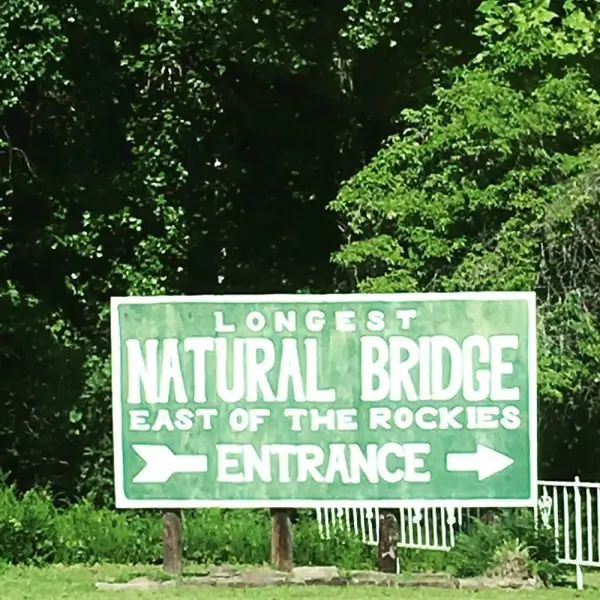 LONGEST
NATURAL BRIDGE
EAST OF THE ROCKIES
ENTRANCE